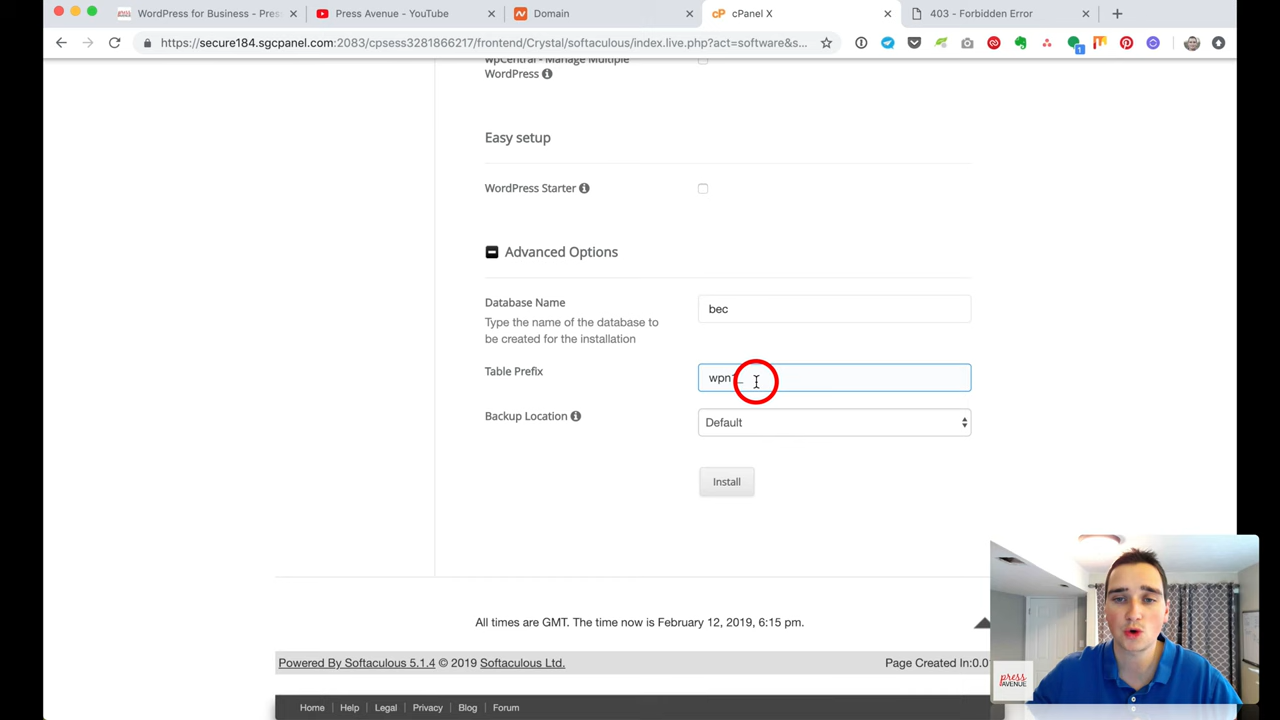 WordPress for Business - Pres
Press Avenue - YouTube
Domain
cPanel X
403 - Forbidden Error
https://secure184.sgcpanel.com:2083/cpsess3281866217/frontend/Crystal/softaculous/index.live.php?act=software&s...
1
wpCentral - Manage Multiple
WordPress
Easy setup
WordPress Starter
Advanced Options
Database Name
bec
Type the name of the database to
be created for the installation
Table Prefix
Backup Location
Default
Install
All times are GMT. The time now is February 12, 2019, 6:15 pm.
Powered By Softaculous 5.1.4 © 2019 Softaculous Ltd.
Page Created In:0.0
press
AVENUE
Home Help Legal Privacy Blog Forum